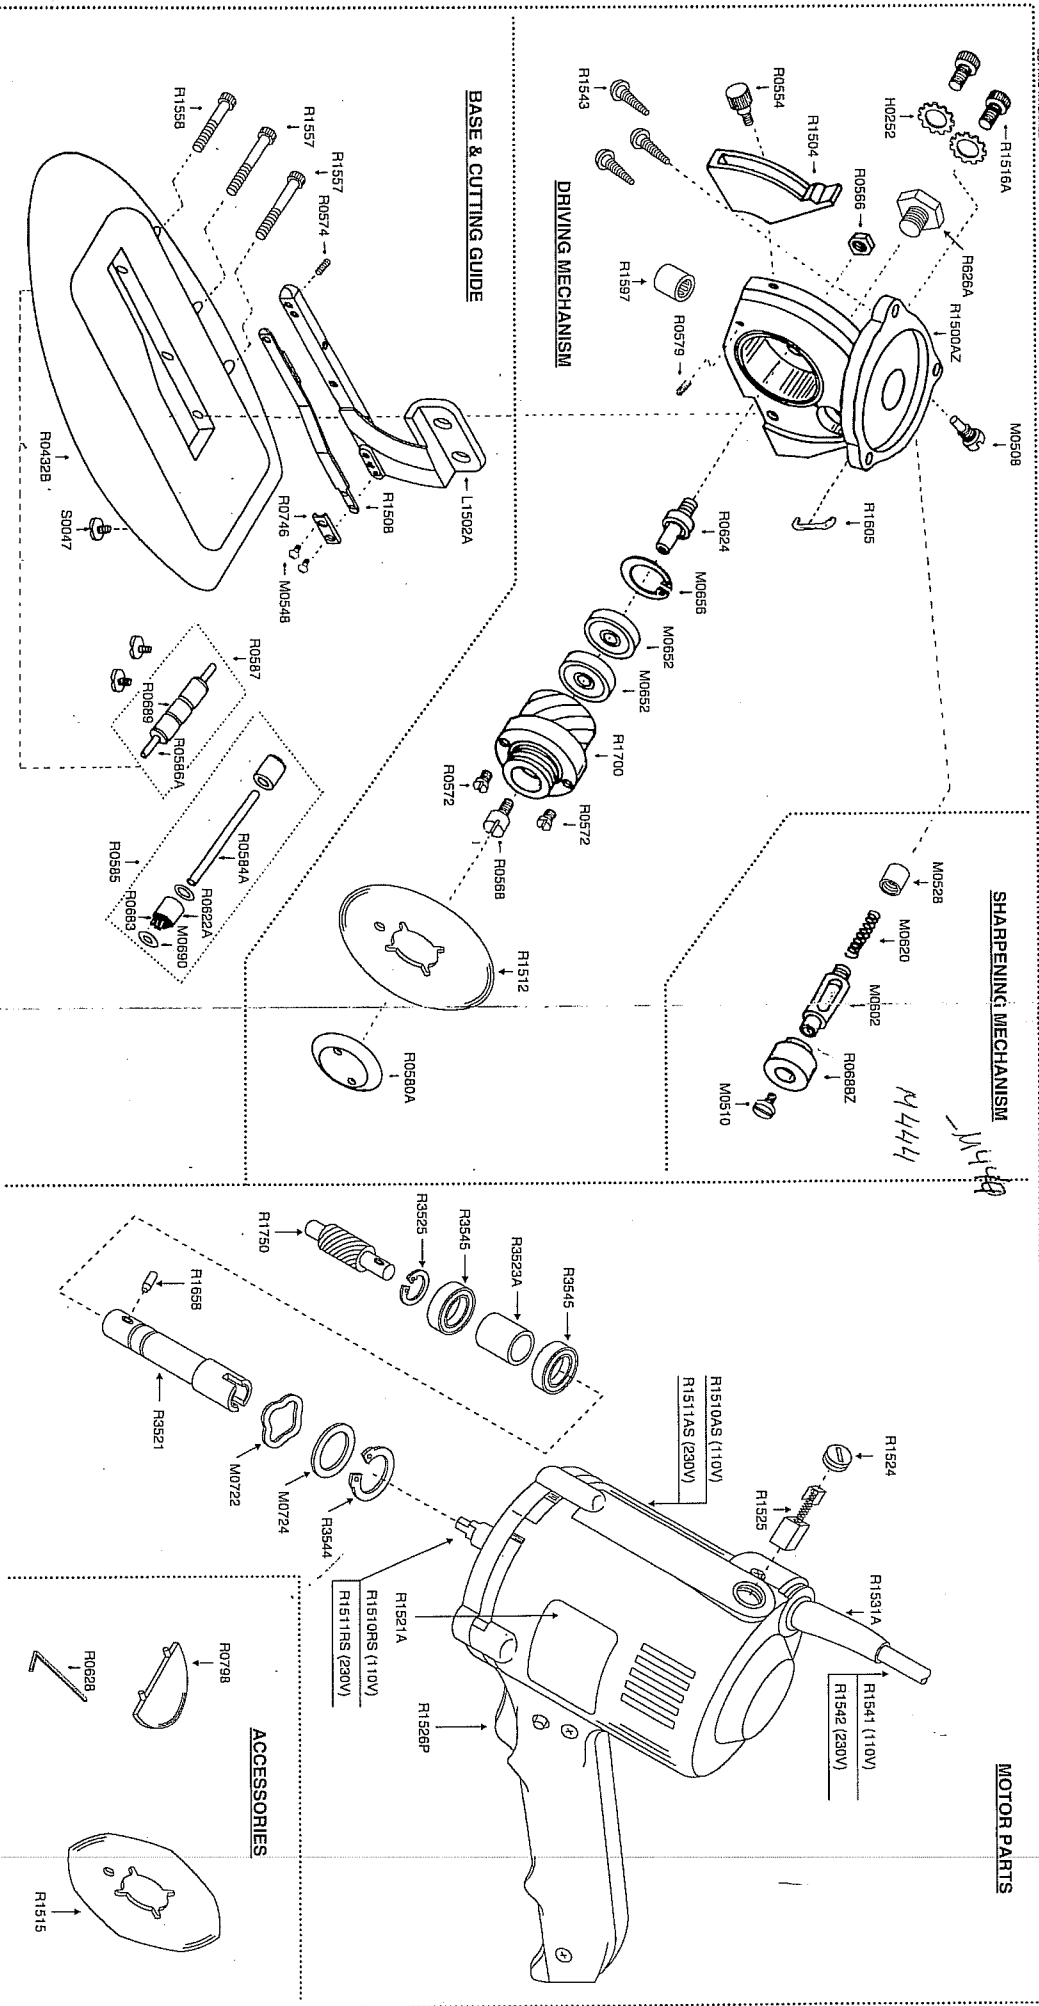 SHARPENING MECHANISM
M0528
M0620
M0602
R068BZ
M0510
M444
DRIVING MECHANISM
R1516A
H0252
R0554
R1543
R1504
R0566
R626A
R1500AZ
R1597
R0579
M0508
R1605
R0624
M0656
M0652
M0652
R1700
R0572
R0572
R0568
R1512
R0580A
BASE & CUTTING GUIDE
R1558
R1557
R1557
R0574
L1502A
R1508
R0746
M0548
R0432B
S0047
R0587
R0689
R0586A
R0585
R0584A
R0622A
R0683
M0690
MOTOR PARTS
R1524
R1525
R1531A
R1541 (110V)
R1542 (230V)
R1510AS (110V)
R1511AS (230V)
R3545
R3523A
R3545
R3525
R1750
R1658
R3521
M0722
M0724
R3544
R1510RS (110V)
R1511RS (230V)
R1521A
R1526P
ACCESSORIES
R0798
R0628
R1515